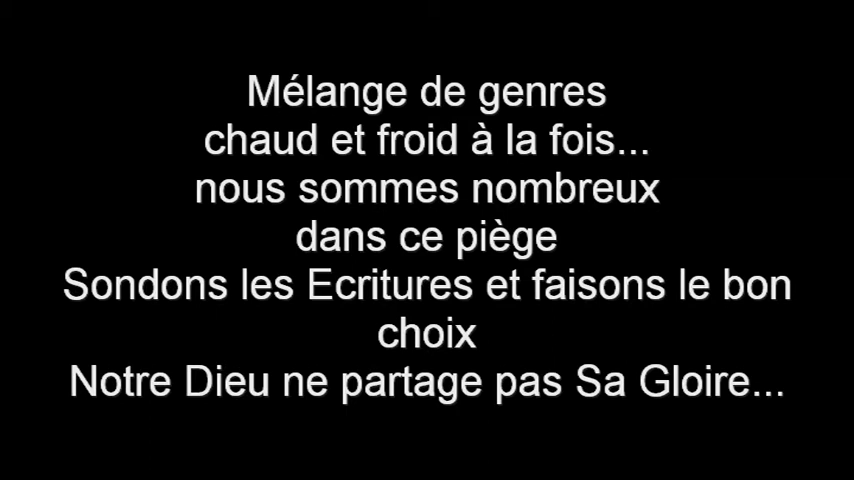 Mélange de genres
chaud et froid à la fois...
nous sommes nombreux
dans ce piège
Sondons les Ecritures et faisons le bon
choix
Notre Dieu ne partage pas Sa Gloire...